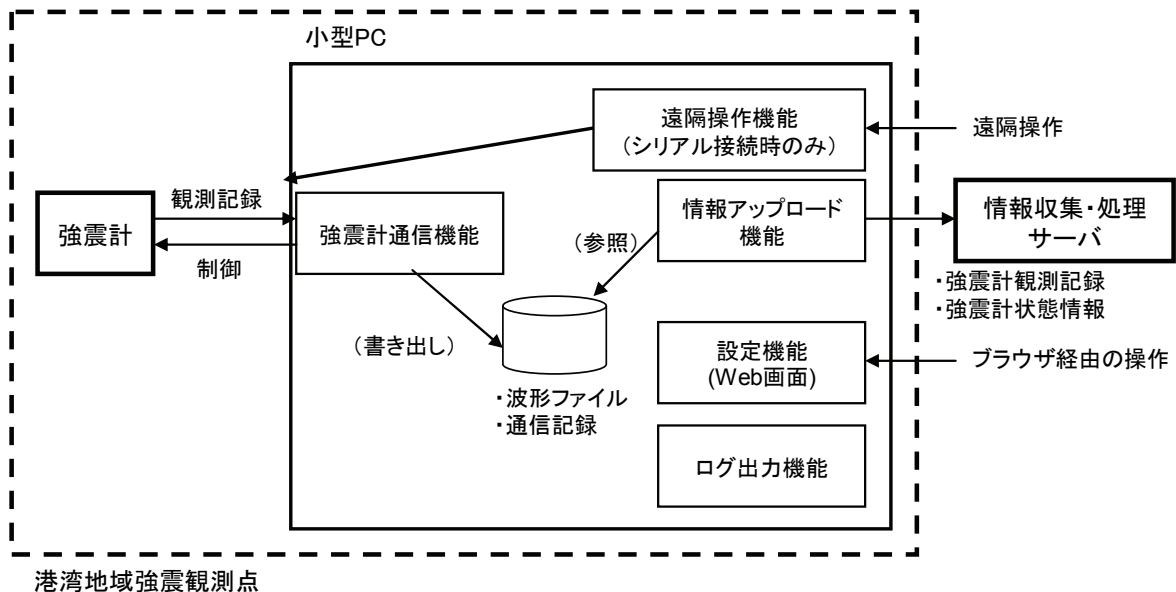 小型PC
遠隔操作機能
(シリアル接続時のみ)
遠隔操作
観測記録
強震計
制御
強震計通信機能
情報アップロード
機能
(参照)
情報収集・処理
サーバ
・強震計観測記録
・強震計状態情報
(書き出し)
・波形ファイル
・通信記録
設定機能
(Web画面)
ブラウザ経由の操作
ログ出力機能
港湾地域強震観測点